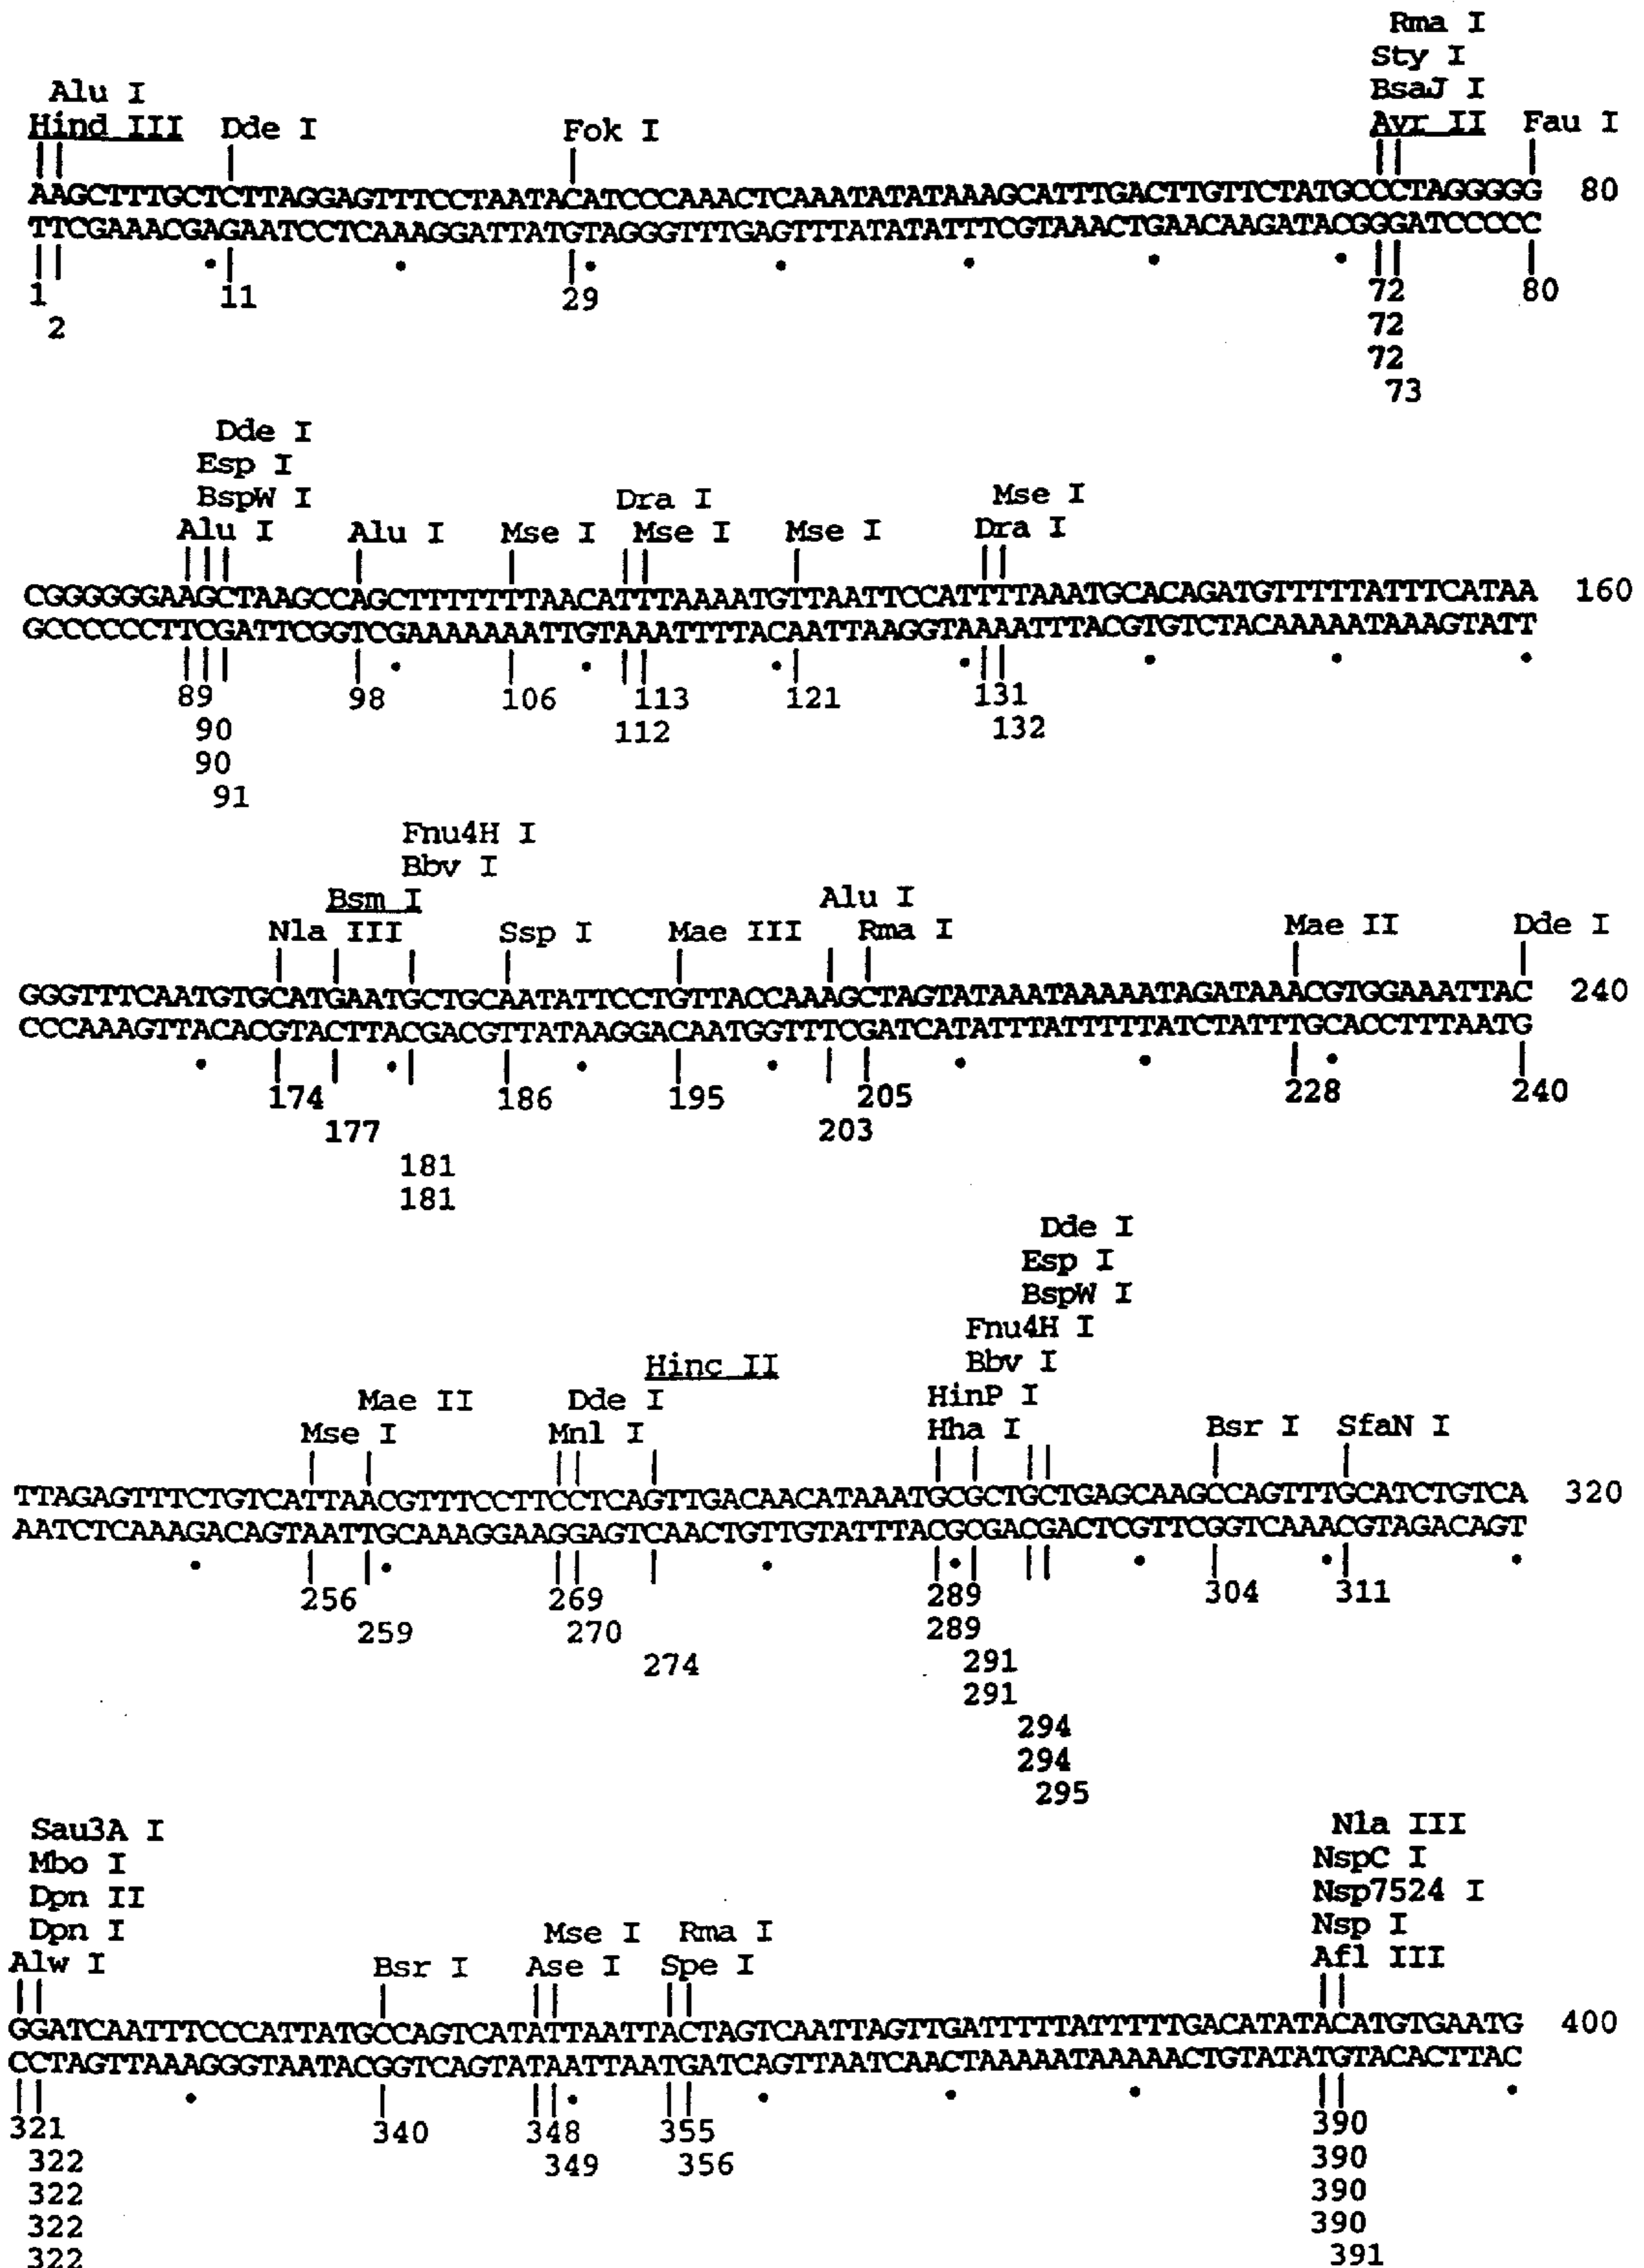 Rma I
Sty I
Alu I BsaJ I
Hind III Dde I Fok I Avr II Fau I
AAGCTTTGCTCTTAGGAGTTTCCTAATACATCCCAAACTCAAATATATAAAGCATTTGACTTGTTCTATGCCCTAGGGGG 80
TTCGAAACGAGAATCCTCAAAGGATTATGTAGGGTTTGAGTTTATATATTTCGTAAACTGAACAAGATACGGGATCCCCC
1 11 29 72 80
2 72
72
73
Dde I
Esp I
BspW I Dra I Mse I
Alu I Alu I Mse I Mse I Mse I Dra I
CGGGGGGAAGCTAAGCCAGCTTTTTTTAACATTTAAAATGTTAATTCCATTTTAAATGCACAGATGTTTTTATTTCATAA 160
GCCCCCCTTCGATTCGGTCGAAAAAAATTGTAAATTTTACAATTAAGGTAAAATTTACGTGTCTACAAAAATAAAGTATT
89 98 106 113 121 131
90 112 132
90
91
Fnu4H I
Bbv I
Bsm I Alu I
Nla III Ssp I Mae III Rma I Mae II Dde I
GGGTTTCAATGTGCATGAATGCTGCAATATTCCTGTTACCAAAGCTAGTATAAATAAAAATAGATAAACGTGGAAATTAC 240
CCCAAAGTTACACGTACTTACGACGTTATAAGGACAATGGTTTCGATCATATTTATTTTTATCTATTTGCACCTTTAATG
174 186 195 205 228 240
177 203
181
181
Dde I
Esp I
BspW I
Fnu4H I
Hinc II Bbv I
Mae II Dde I HinP I
Mse I Mnl I Hha I Bsr I SfaN I
TTAGAGTTTCTGTCATTAACGTTTCCTTCCTCAGTTGACAACATAAATGCGCTGCTGAGCAAGCCAGTTTGCATCTGTCA 320
AATCTCAAAGACAGTAATTGCAAAGGAAGGAGTCAACTGTTGTATTTACGCGACGACTCGTTCGGTCAAACGTAGACAGT
256 269 289 304 311
259 270 289
274 291
291
294
294
295
Sau3A I Nla III
Mbo I NspC I
Dpn II Nsp7524 I
Dpn I Mse I Rma I Nsp I
Alw I Bsr I Ase I Spe I Afl III
GGATCAATTTCCCATTATGCCAGTCATATTAATTACTAGTCAATTAGTTGATTTTTATTTTTGACATATACATGTGAATG 400
CCTAGTTAAAGGGTAATACGGTCAGTATAATTAATGATCAGTTAATCAACTAAAAATAAAAACTGTATATGTACACTTAC
321 340 348 355 390
322 349 356 390
322 390
322 390
322 391